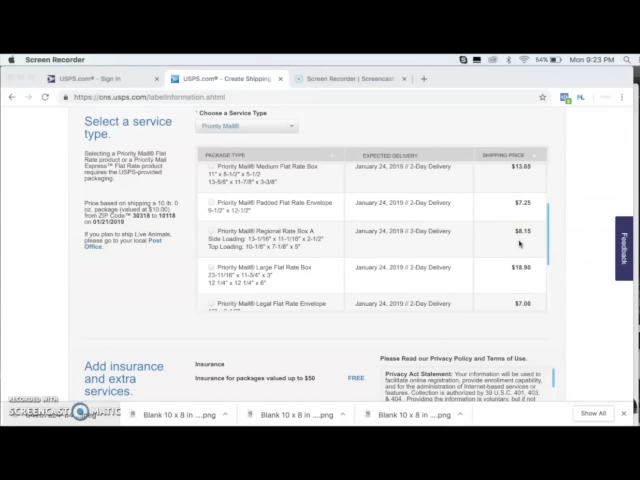 Screen Recorder
54%
Mon 9:23 PM
USPS.com® - Sign in
USPS.com® - Create Shipping
Screen Recorder | Screencast
https://cns.usps.com/labelinformation.shtml
Select a service
type.
Selecting a Priority Mail® Flat
Rate product or a Priority Mail
Express™ Flat Rate product
requires the USPS-provided
packaging.
Price based on shipping a 10 lb. 0
oz. package (valued at $10.00)
from ZIP Code™ 30318 to 10118
on 01/21/2019
If you plan to ship Live Animals,
please go to your local Post
Office.
* Choose a Service Type
Priority Mail®
PACKAGE TYPE
EXPECTED DELIVERY
SHIPPING PRICE
Priority Mail® Medium Flat Rate Box
11" x 8-1/2" x 5-1/2
13-5/8" x 11-7/8" x 3-3/8"
January 24, 2019 // 2-Day Delivery
$13.65
Priority Mail® Padded Flat Rate Envelope
9-1/2" x 12-1/2"
January 24, 2019 // 2-Day Delivery
$7.25
Priority Mail® Regional Rate Box A
Side Loading: 13-1/16" x 11-1/16" x 2-1/2"
Top Loading: 10-1/8" x 7-1/8" x 5"
January 24, 2019 // 2-Day Delivery
$8.15
Priority Mail® Large Flat Rate Box
23-11/16" x 11-3/4" x 3"
12 1/4" x 12 1/4" x 6"
January 24, 2019 // 2-Day Delivery
$18.90
Priority Mail® Legal Flat Rate Envelope
January 24, 2019 // 2-Day Delivery
$7.00
Feedback
Add insurance
and extra
services.
Insurance
Insurance for packages valued up to $50
FREE
Please Read our Privacy Policy and Terms of Use.
Privacy Act Statement: Your information will be used to
facilitate online registration, provide enrollment capability,
and for the administration of Internet-based services or
features. Collection is authorized by 39 U.S.C. 401, 403,
& 404. Providing the information is voluntary, but if not
RECORDED WITH
SCREENCAST MATIC
Blank 10 x 8 in ....png
Blank 10 x 8 in ....png
Blank 10 x 8 in ....png
Show All